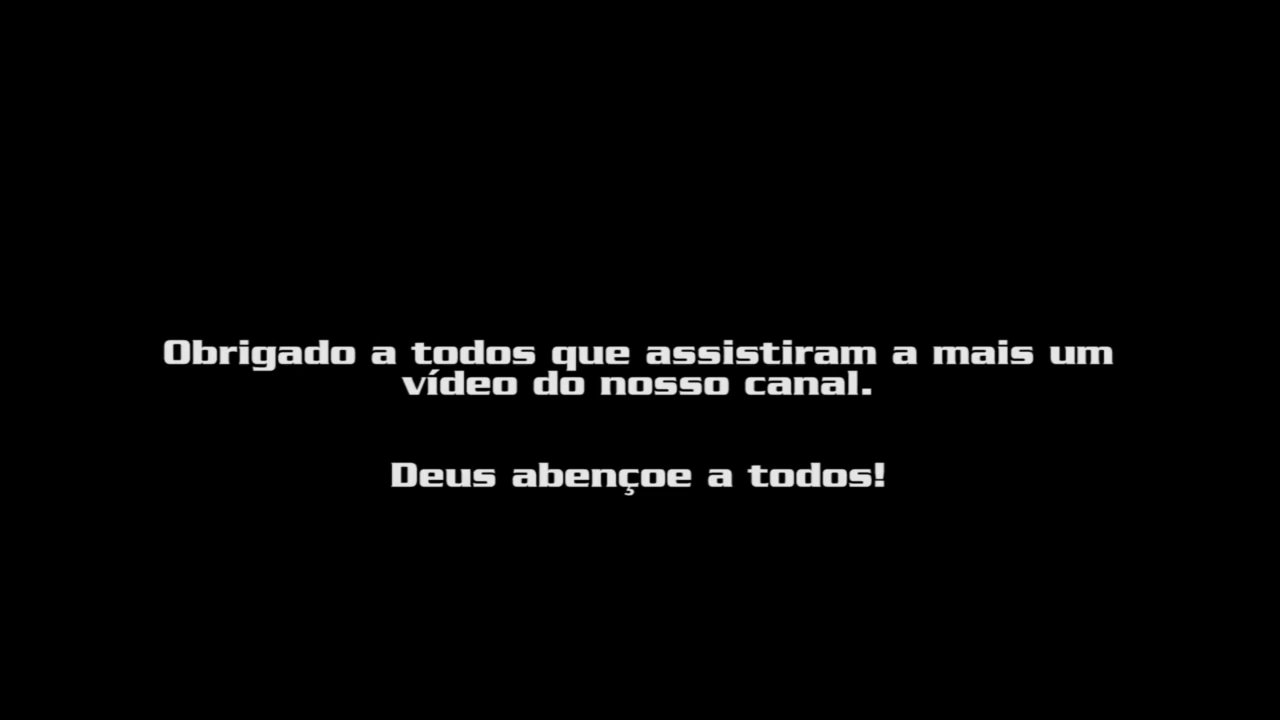 Obrigado a todos que assistiram a mais um
vídeo do nosso canal.
Deus abençoe a todos!